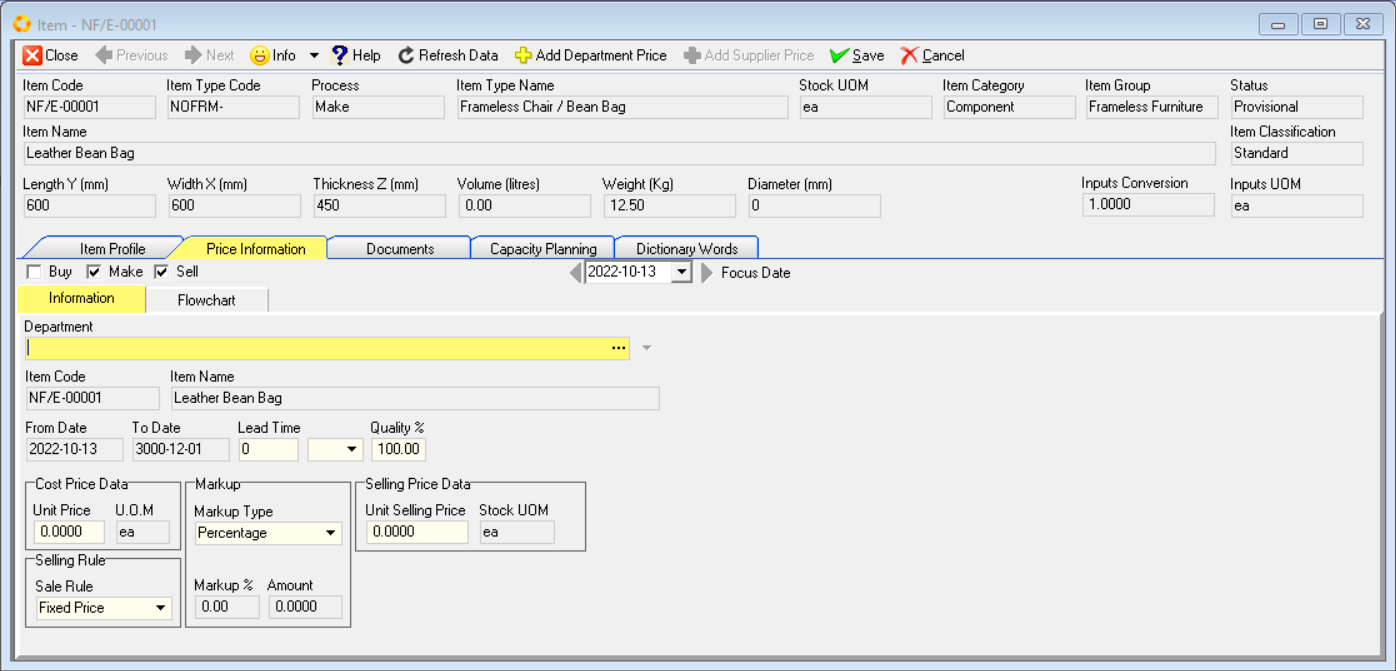 Item - NF/E-00001
Close Previous Next Info Help Refresh Data Add Department Price Add Supplier Price Save Cancel
Item Code Item Type Code Process Item Type Name Stock UOM Item Category Item Group Status
NF/E-00001 NOFRM- Make Frameless Chair / Bean Bag ea Component Frameless Furniture Provisional
Item Name Item Classification
Leather Bean Bag Standard
Length Y (mm) Width X (mm) Thickness Z (mm) Volume (litres) Weight (Kg) Diameter (mm) Inputs Conversion Inputs UOM
600 600 450 0.00 12.50 0 1.0000 ea
Item Profile Price Information Documents Capacity Planning Dictionary Words
Buy Make Sell 2022-10-13 Focus Date
Information Flowchart
Department
...
Item Code Item Name
NF/E-00001 Leather Bean Bag
From Date To Date Lead Time Quality %
2022-10-13 3000-12-01 0 100.00
Cost Price Data Markup Selling Price Data
Unit Price U.O.M Markup Type Unit Selling Price Stock UOM
0.0000 ea Percentage 0.0000 ea
Selling Rule
Sale Rule Markup % Amount
Fixed Price 0.00 0.0000